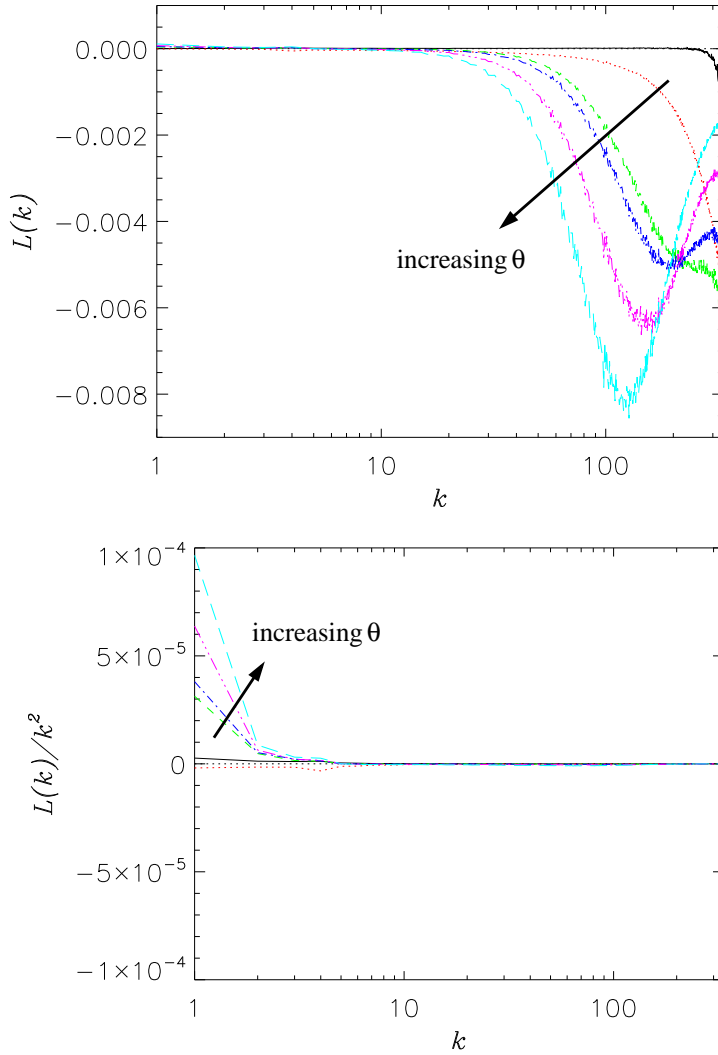 0.000
−0.002
−0.004
−0.006
−0.008
L(k)
increasing θ
1
10
100
k
1×10⁻⁴
5×10⁻⁵
0
−5×10⁻⁵
−1×10⁻⁴
L(k)/k²
increasing θ
1
10
100
k